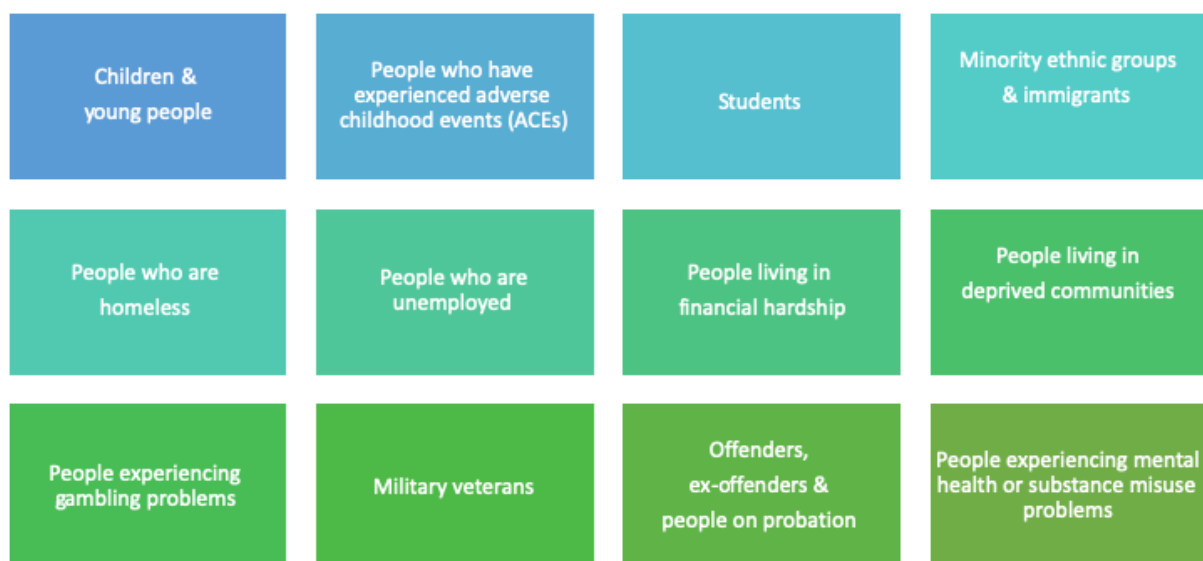 Children &
young people
People who have
experienced adverse
childhood events (ACEs)
Students
Minority ethnic groups
& immigrants
People who are
homeless
People who are
unemployed
People living in
financial hardship
People living in
deprived communities
People experiencing
gambling problems
Military veterans
Offenders,
ex-offenders &
people on probation
People experiencing mental
health or substance misuse
problems